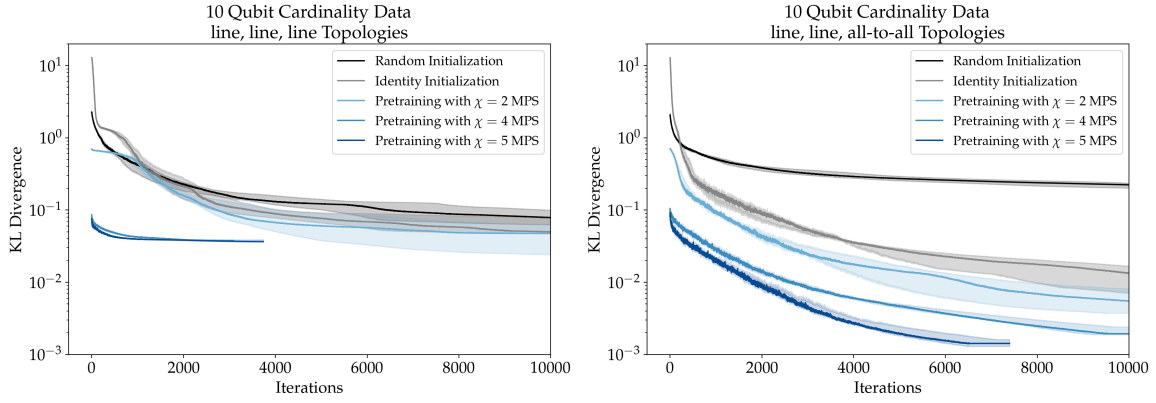 10 Qubit Cardinality Data
line, line, line Topologies
KL Divergence
10¹
10⁰
10⁻¹
10⁻²
10⁻³
Random Initialization
Identity Initialization
Pretraining with χ = 2 MPS
Pretraining with χ = 4 MPS
Pretraining with χ = 5 MPS
0 2000 4000 6000 8000 10000
Iterations
10 Qubit Cardinality Data
line, line, all-to-all Topologies
KL Divergence
10¹
10⁰
10⁻¹
10⁻²
10⁻³
Random Initialization
Identity Initialization
Pretraining with χ = 2 MPS
Pretraining with χ = 4 MPS
Pretraining with χ = 5 MPS
0 2000 4000 6000 8000 10000
Iterations